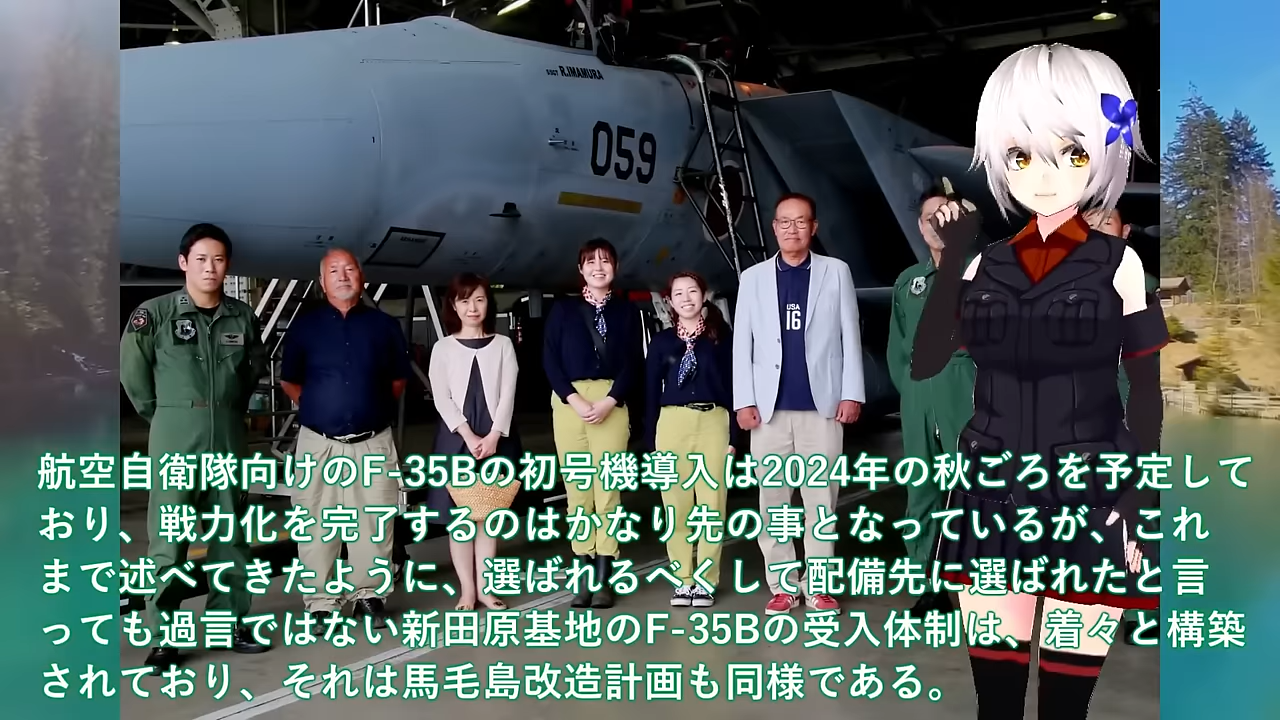 SSGT R.IMAMURA
059
USA
16
航空自衛隊向けのF-35Bの初号機導入は2024年の秋ごろを予定して
おり、戦力化を完了するのはかなり先の事となっているが、これ
まで述べてきたように、選ばれるべくして配備先に選ばれたと言
っても過言ではない新田原基地のF-35Bの受入体制は、着々と構築
されており、それは馬毛島改造計画も同様である。